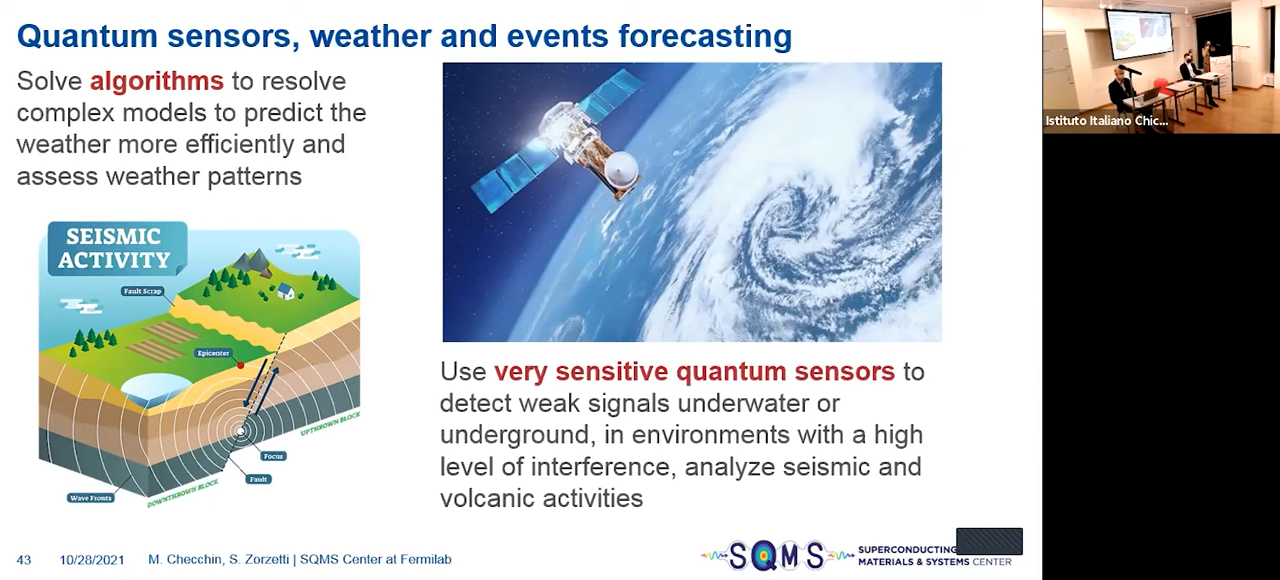 Quantum sensors, weather and events forecasting
Solve algorithms to resolve
complex models to predict the
weather more efficiently and
assess weather patterns
SEISMIC
ACTIVITY
Fault Scrap
Epicenter
UPTHROWN BLOCK
Focus
Fault
Wave Fronts
DOWNTHROWN BLOCK
Use very sensitive quantum sensors to
detect weak signals underwater or
underground, in environments with a high
level of interference, analyze seismic and
volcanic activities
43 10/28/2021 M. Checchin, S. Zorzetti | SQMS Center at Fermilab
SQMS
SUPERCONDUCTING
MATERIALS & SYSTEMS CENTER
Istituto Italiano Chic...